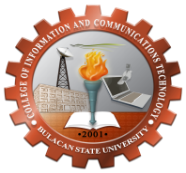 COLLEGE OF INFORMATION AND COMMUNICATIONS TECHNOLOGY
•2001•
BULACAN STATE UNIVERSITY